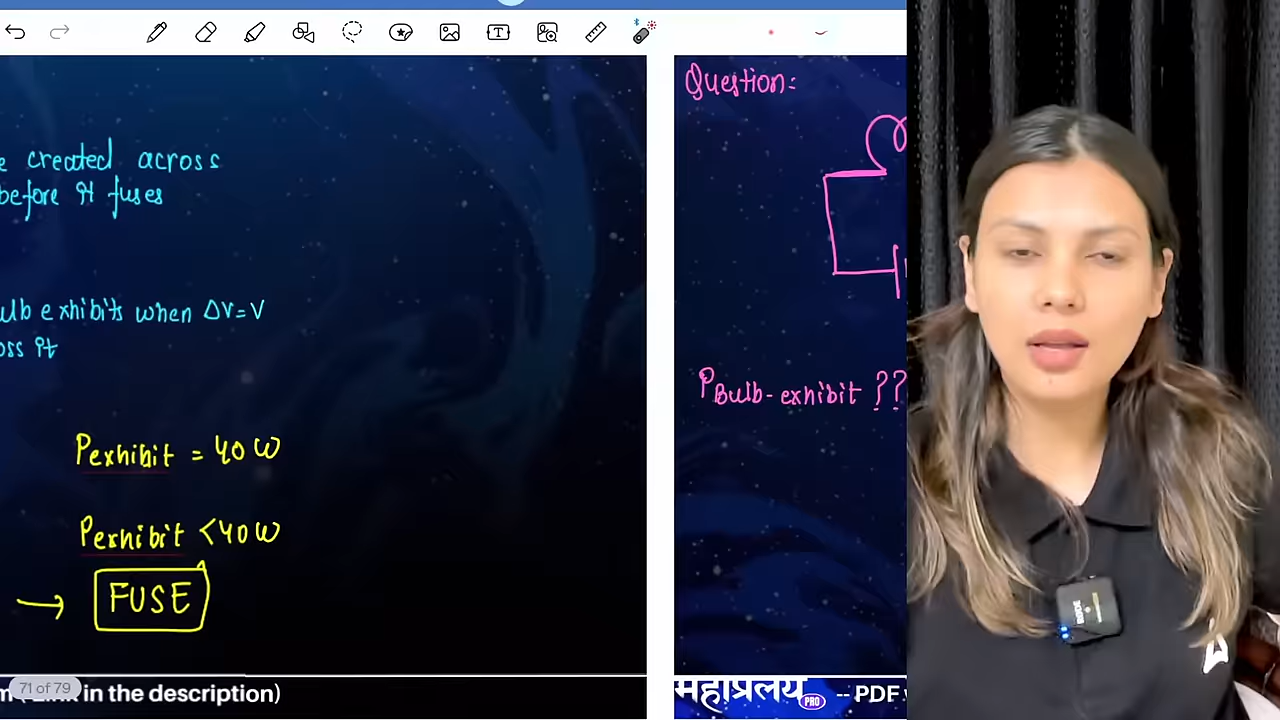 e created across
before it fuses
ulb exhibits when ΔV=V
oss it
Pexhibit = 40 W
Pexhibit < 40 W
→ FUSE
71 of 79
in the description)
Question:
PBulb-exhibit ??
महाप्रलय PRO -- PDF
RODE